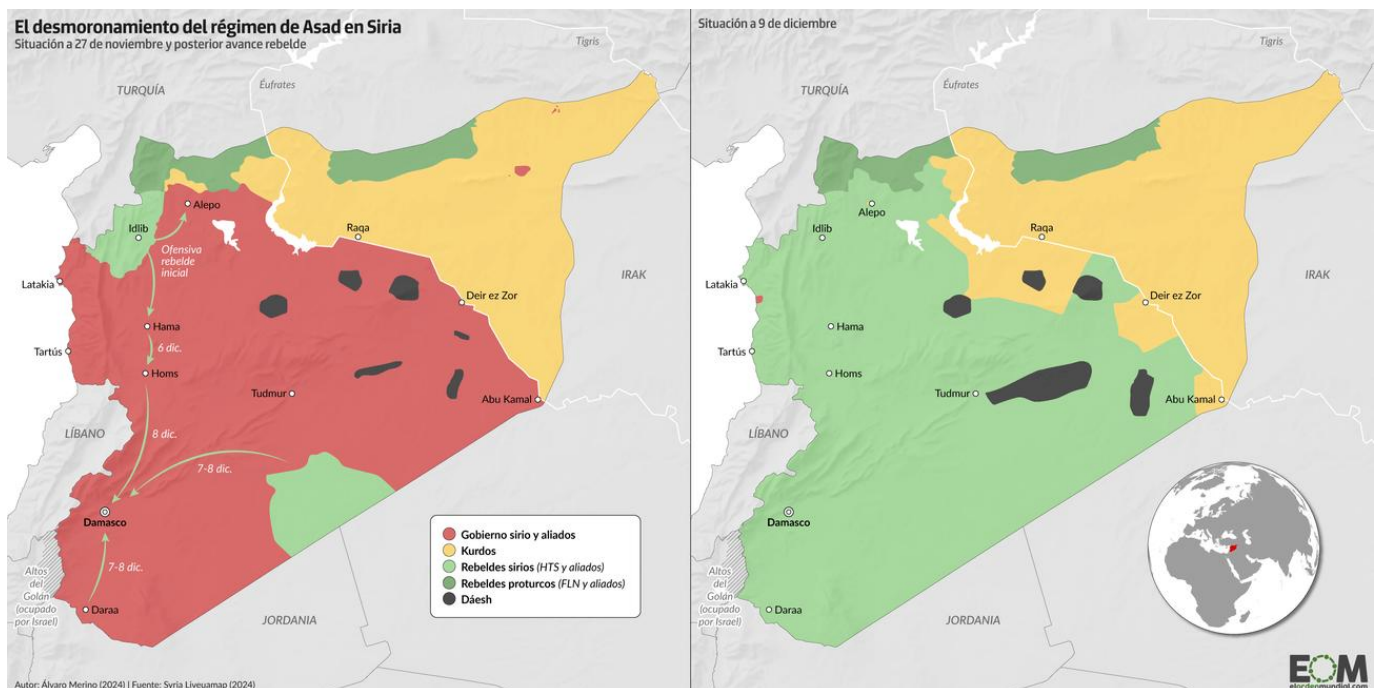 El desmoronamiento del régimen de Asad en Siria
Situación a 27 de noviembre y posterior avance rebelde
Tigris
Éufrates
TURQUÍA
Alepo
Idlib
Ofensiva
rebelde
inicial
Raqa
IRAK
Latakia
Deir ez Zor
Hama
6 dic.
Tartús
Homs
Tudmur
Abu Kamal
LÍBANO
8 dic.
7-8 dic.
Damasco
7-8 dic.
Altos
del
Golán
(ocupado
por Israel)
Daraa
JORDANIA
Gobierno sirio y aliados
Kurdos
Rebeldes sirios (HTS y aliados)
Rebeldes proturcos (FLN y aliados)
Dáesh
Autor: Álvaro Merino (2024) | Fuente: Syria Liveuamap (2024)
Situación a 9 de diciembre
Tigris
Éufrates
TURQUÍA
Alepo
Idlib
Raqa
IRAK
Latakia
Deir ez Zor
Hama
Tartús
Homs
Tudmur
Abu Kamal
LÍBANO
Damasco
Altos
del
Golán
(ocupado
por Israel)
Daraa
JORDANIA
EOM
elordenmundial.com